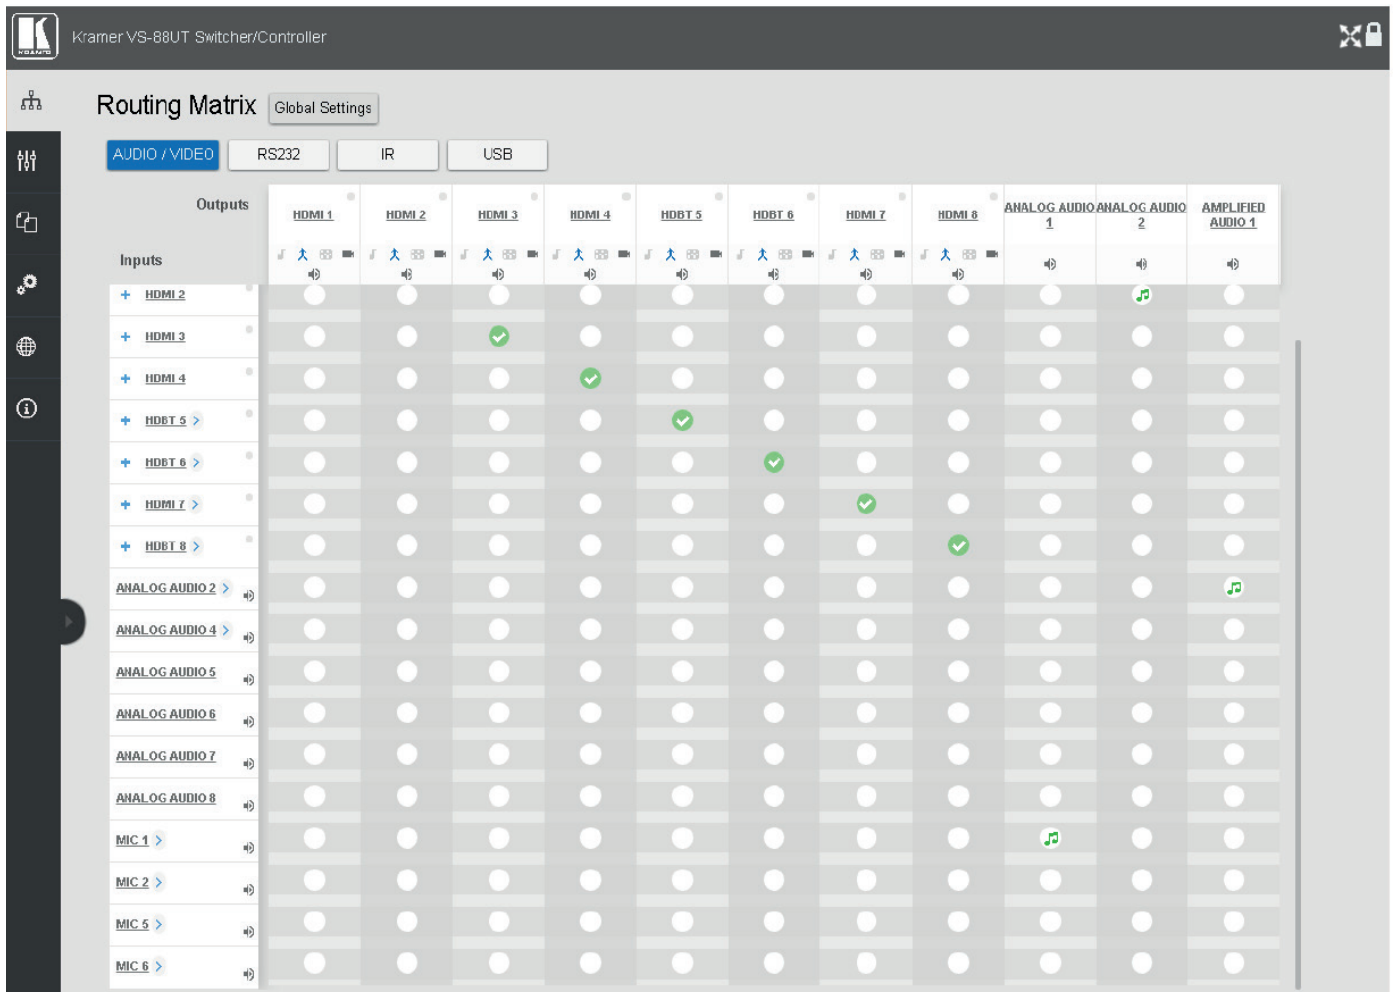 KRAMER
Kramer VS-88UT Switcher/Controller
Routing Matrix
Global Settings
AUDIO / VIDEO
RS232
IR
USB
Outputs
HDMI 1
HDMI 2
HDMI 3
HDMI 4
HDBT 5
HDBT 6
HDMI 7
HDMI 8
ANALOG AUDIO 1
ANALOG AUDIO 2
AMPLIFIED AUDIO 1
Inputs
HDMI 2
HDMI 3
HDMI 4
HDBT 5 >
HDBT 6 >
HDMI 7 >
HDBT 8 >
ANALOG AUDIO 2 >
ANALOG AUDIO 4 >
ANALOG AUDIO 5
ANALOG AUDIO 6
ANALOG AUDIO 7
ANALOG AUDIO 8
MIC 1 >
MIC 2 >
MIC 5 >
MIC 6 >